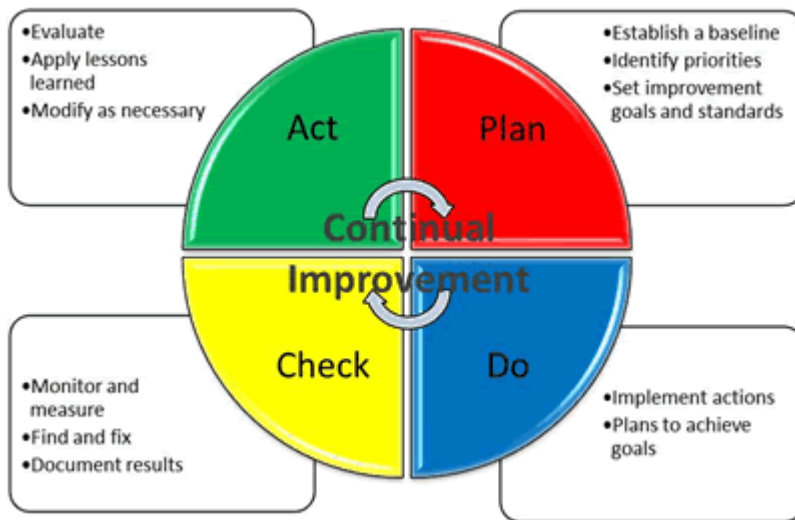 •Evaluate
•Apply lessons
learned
•Modify as necessary
Act
Plan
•Establish a baseline
•Identify priorities
•Set improvement
goals and standards
Continual
Improvement
•Monitor and
measure
•Find and fix
•Document results
Check
Do
•Implement actions
•Plans to achieve
goals